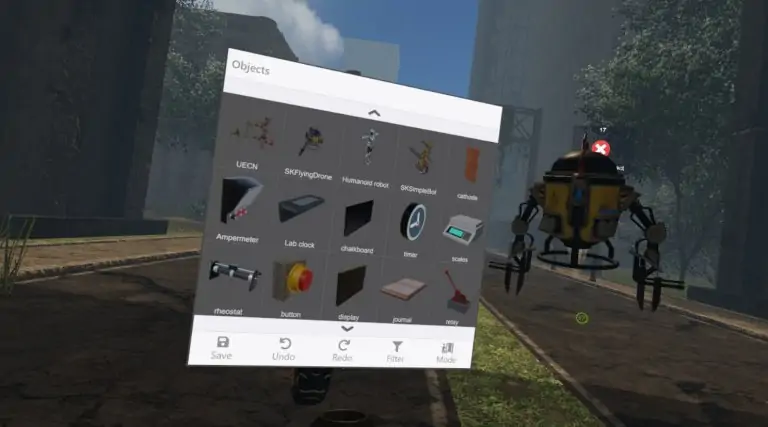 Objects
17
UECN
SKFlyingDrone
Humanoid robot
SKSimpleBot
cathode
Ampermeter
Lab clock
chalkboard
timer
scales
rheostat
button
display
journal
relay
Save
Undo
Redo
Filter
Mode